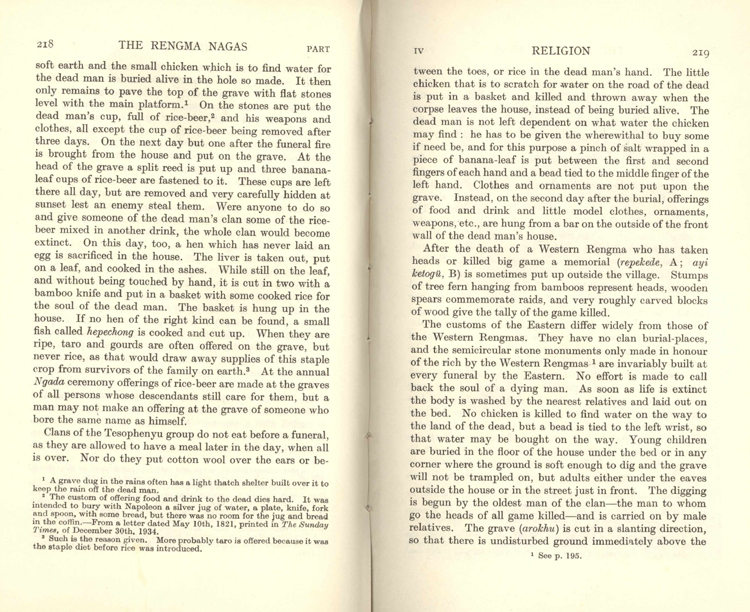 218 THE RENGMA NAGAS PART
soft earth and the small chicken which is to find water for
the dead man is buried alive in the hole so made. It then
only remains to pave the top of the grave with flat stones
level with the main platform.¹ On the stones are put the
dead man's cup, full of rice-beer,² and his weapons and
clothes, all except the cup of rice-beer being removed after
three days. On the next day but one after the funeral fire
is brought from the house and put on the grave. At the
head of the grave a split reed is put up and three banana-
leaf cups of rice-beer are fastened to it. These cups are left
there all day, but are removed and very carefully hidden at
sunset lest an enemy steal them. Were anyone to do so
and give someone of the dead man's clan some of the rice-
beer mixed in another drink, the whole clan would become
extinct. On this day, too, a hen which has never laid an
egg is sacrificed in the house. The liver is taken out, put
on a leaf, and cooked in the ashes. While still on the leaf,
and without being touched by hand, it is cut in two with a
bamboo knife and put in a basket with some cooked rice for
the soul of the dead man. The basket is hung up in the
house. If no hen of the right kind can be found, a small
fish called hepechong is cooked and cut up. When they are
ripe, taro and gourds are often offered on the grave, but
never rice, as that would draw away supplies of this staple
crop from survivors of the family on earth.³ At the annual
Ngada ceremony offerings of rice-beer are made at the graves
of all persons whose descendants still care for them, but a
man may not make an offering at the grave of someone who
bore the same name as himself.
Clans of the Tesophenyu group do not eat before a funeral,
as they are allowed to have a meal later in the day, when all
is over. Nor do they put cotton wool over the ears or be-
¹ A grave dug in the rains often has a light thatch shelter built over it to
keep the rain off the dead man.
² The custom of offering food and drink to the dead dies hard. It was
intended to bury with Napoleon a silver jug of water, a plate, knife, fork
and spoon, with some bread, but there was no room for the jug and bread
in the coffin.—From a letter dated May 10th, 1821, printed in The Sunday
Times, of December 30th, 1934.
³ Such is the reason given. More probably taro is offered because it was
the staple diet before rice was introduced.
IV RELIGION 219
tween the toes, or rice in the dead man's hand. The little
chicken that is to scratch for water on the road of the dead
is put in a basket and killed and thrown away when the
corpse leaves the house, instead of being buried alive. The
dead man is not left dependent on what water the chicken
may find : he has to be given the wherewithal to buy some
if need be, and for this purpose a pinch of salt wrapped in a
piece of banana-leaf is put between the first and second
fingers of each hand and a bead tied to the middle finger of the
left hand. Clothes and ornaments are not put upon the
grave. Instead, on the second day after the burial, offerings
of food and drink and little model clothes, ornaments,
weapons, etc., are hung from a bar on the outside of the front
wall of the dead man's house.
After the death of a Western Rengma who has taken
heads or killed big game a memorial (repekede, A ; ayi
ketogü, B) is sometimes put up outside the village. Stumps
of tree fern hanging from bamboos represent heads, wooden
spears commemorate raids, and very roughly carved blocks
of wood give the tally of the game killed.
The customs of the Eastern differ widely from those of
the Western Rengmas. They have no clan burial-places,
and the semicircular stone monuments only made in honour
of the rich by the Western Rengmas ¹ are invariably built at
every funeral by the Eastern. No effort is made to call
back the soul of a dying man. As soon as life is extinct
the body is washed by the nearest relatives and laid out on
the bed. No chicken is killed to find water on the way to
the land of the dead, but a bead is tied to the left wrist, so
that water may be bought on the way. Young children
are buried in the floor of the house under the bed or in any
corner where the ground is soft enough to dig and the grave
will not be trampled on, but adults either under the eaves
outside the house or in the street just in front. The digging
is begun by the oldest man of the clan—the man to whom
go the heads of all game killed—and is carried on by male
relatives. The grave (arokhu) is cut in a slanting direction,
so that there is undisturbed ground immediately above the
¹ See p. 195.